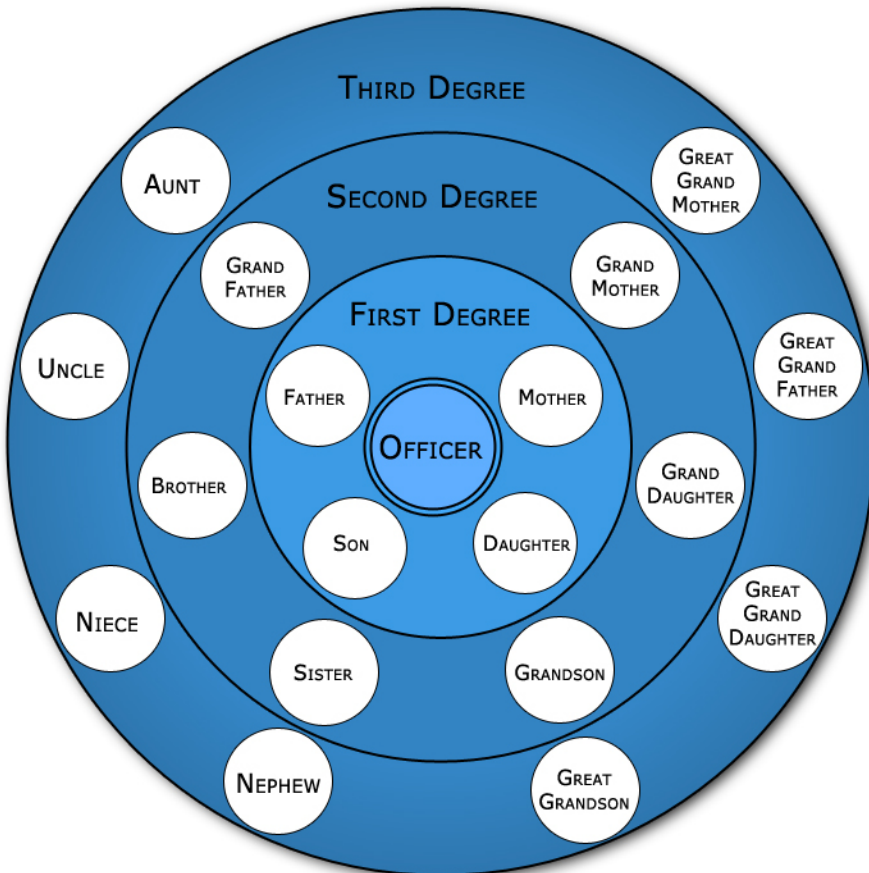 Third Degree
Aunt
Great
Grand
Mother
Second Degree
Grand
Father
Grand
Mother
First Degree
Uncle
Great
Grand
Father
Father
Mother
Officer
Brother
Grand
Daughter
Son
Daughter
Niece
Great
Grand
Daughter
Sister
Grandson
Nephew
Great
Grandson